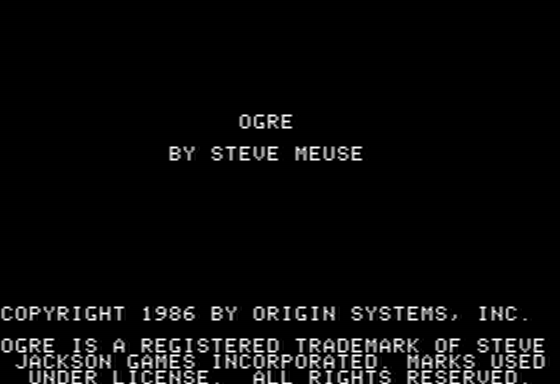 OGRE
BY STEVE MEUSE
COPYRIGHT 1986 BY ORIGIN SYSTEMS, INC.
OGRE IS A REGISTERED TRADEMARK OF STEVE
JACKSON GAMES INCORPORATED. MARKS USED
UNDER LICENSE. ALL RIGHTS RESERVED.